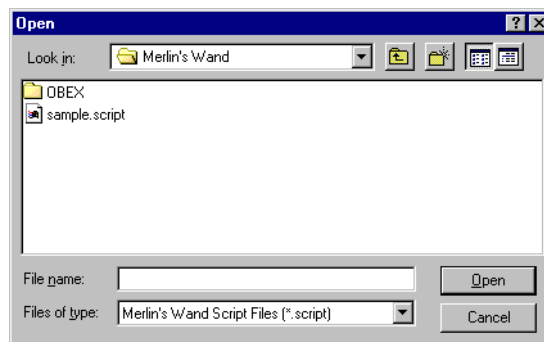 Open
Look in: Merlin's Wand
OBEX
sample.script
File name: Open
Files of type: Merlin's Wand Script Files (*.script) Cancel